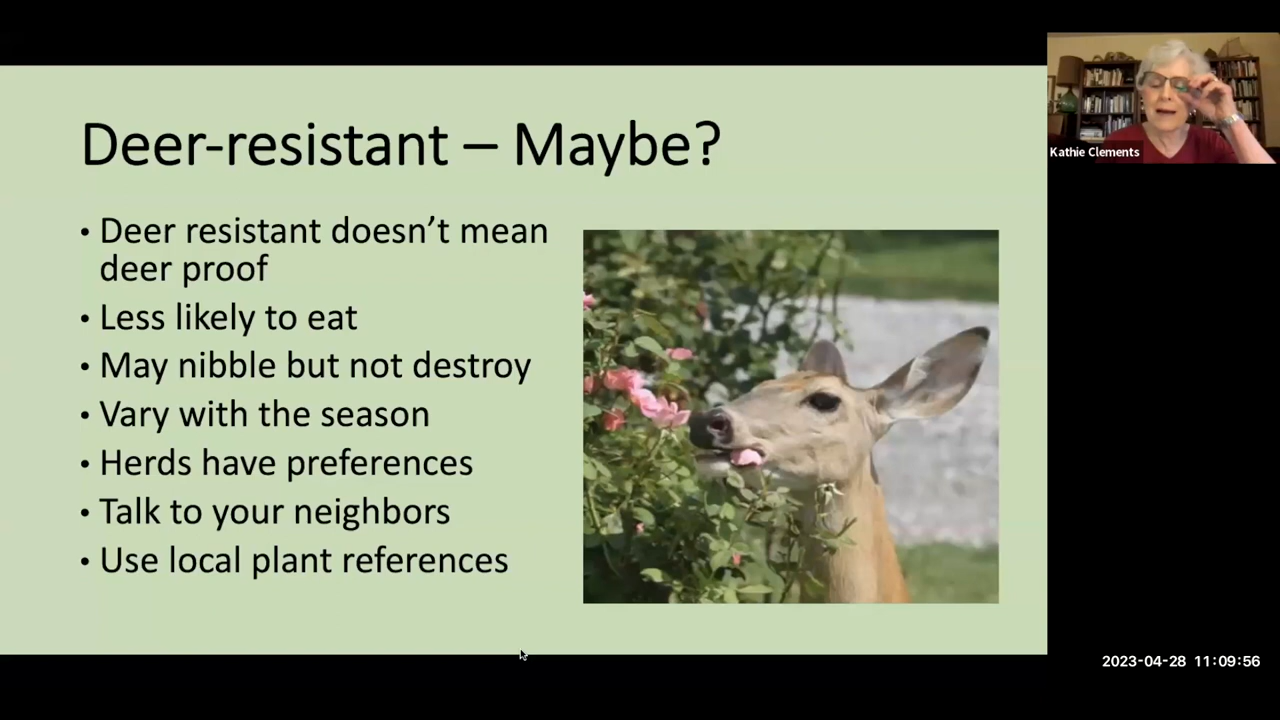 Deer-resistant – Maybe?
• Deer resistant doesn’t mean
deer proof
• Less likely to eat
• May nibble but not destroy
• Vary with the season
• Herds have preferences
• Talk to your neighbors
• Use local plant references
Kathie Clements
2023-04-28 11:09:56